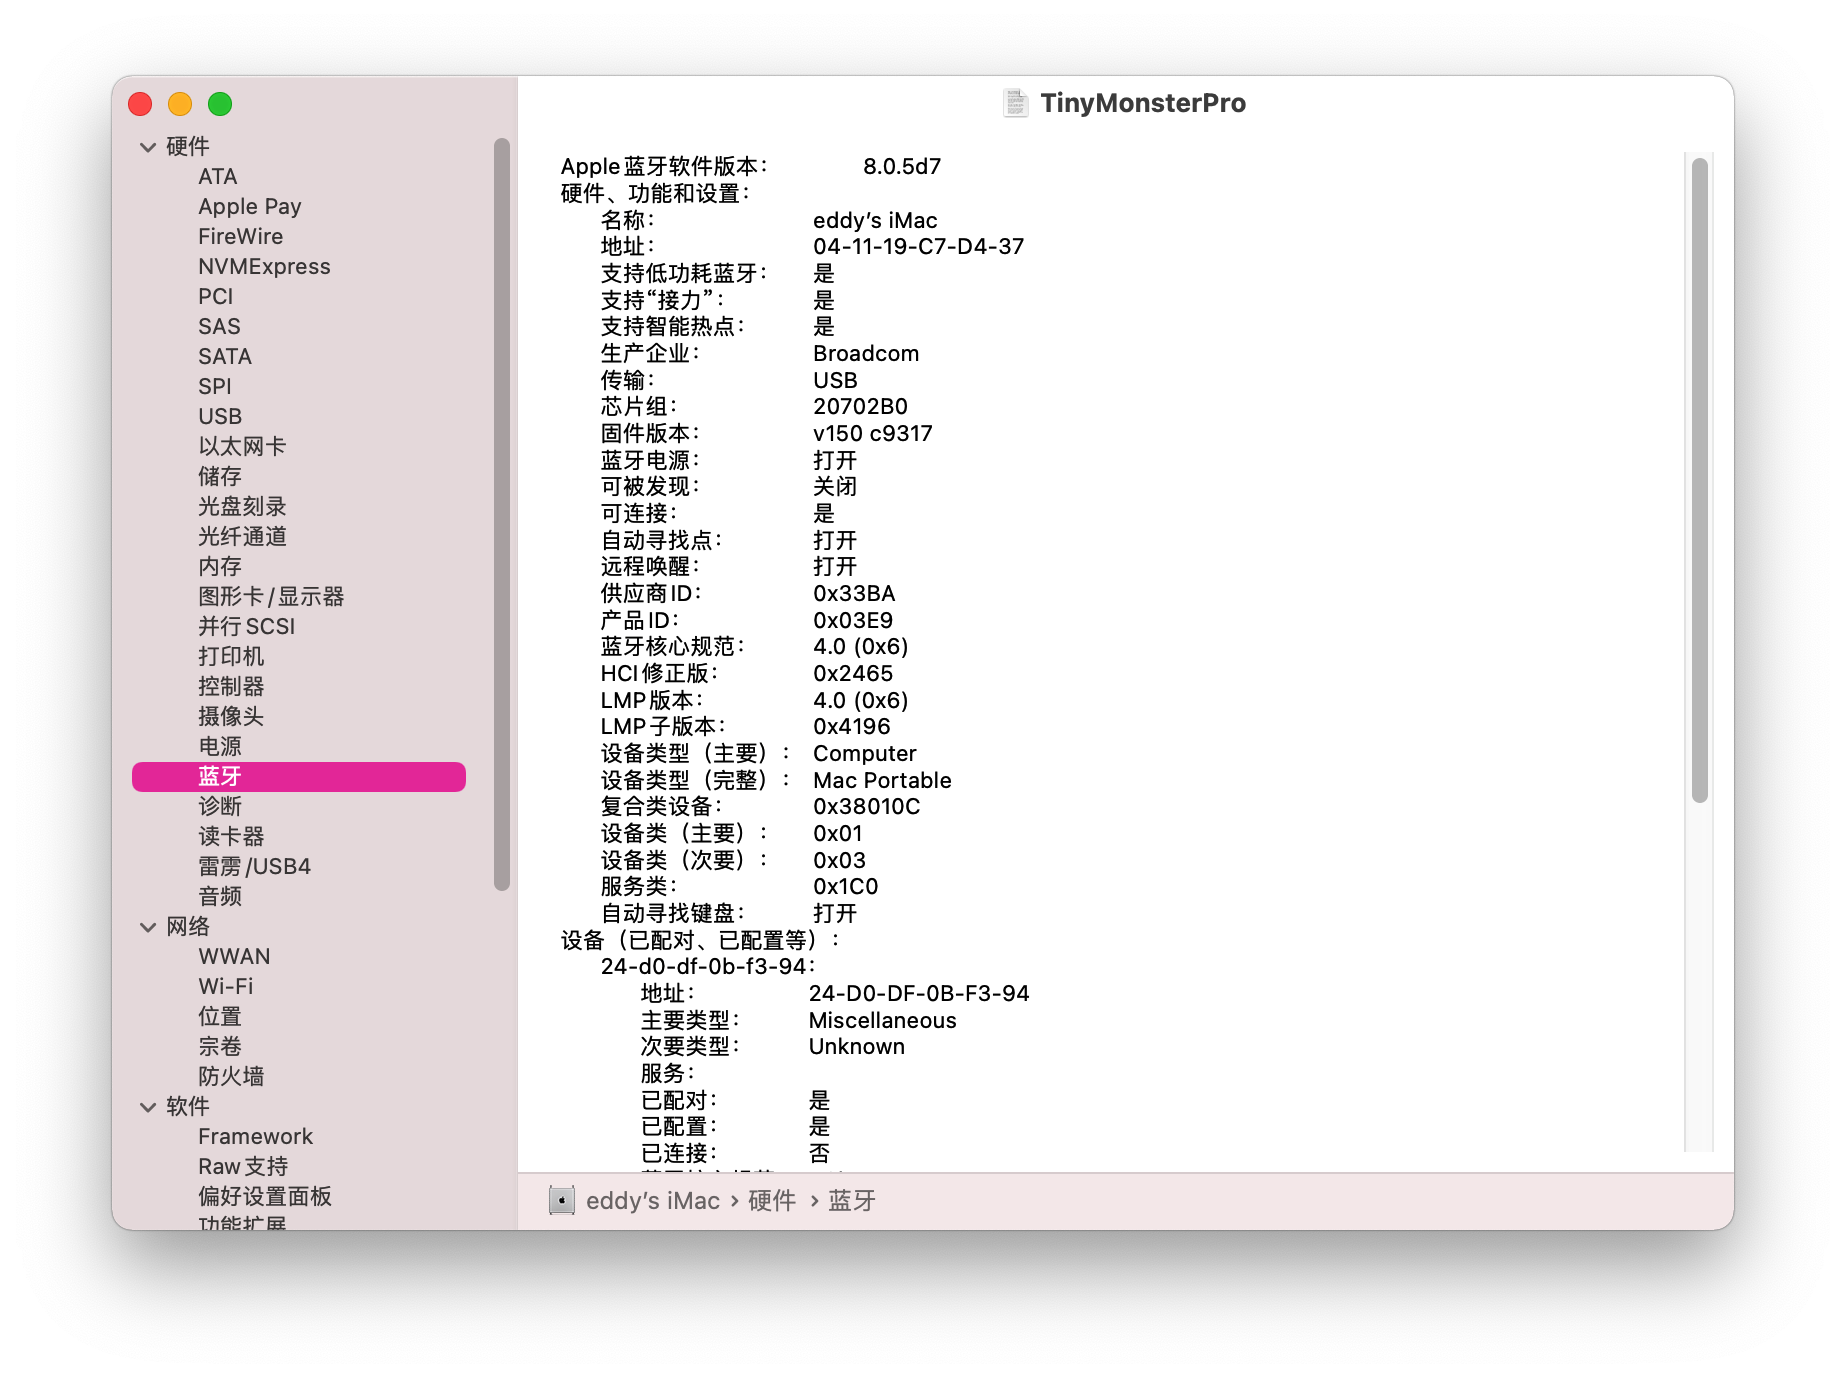 TinyMonsterPro
硬件
ATA
Apple Pay
FireWire
NVMExpress
PCI
SAS
SATA
SPI
USB
以太网卡
储存
光盘刻录
光纤通道
内存
图形卡/显示器
并行SCSI
打印机
控制器
摄像头
电源
蓝牙
诊断
读卡器
雷雳/USB4
音频
网络
WWAN
Wi-Fi
位置
宗卷
防火墙
软件
Framework
Raw支持
偏好设置面板
功能扩展
Apple蓝牙软件版本： 8.0.5d7
硬件、功能和设置：
名称： eddy’s iMac
地址： 04-11-19-C7-D4-37
支持低功耗蓝牙： 是
支持“接力”： 是
支持智能热点： 是
生产企业： Broadcom
传输： USB
芯片组： 20702B0
固件版本： v150 c9317
蓝牙电源： 打开
可被发现： 关闭
可连接： 是
自动寻找点： 打开
远程唤醒： 打开
供应商ID： 0x33BA
产品ID： 0x03E9
蓝牙核心规范： 4.0 (0x6)
HCI修正版： 0x2465
LMP版本： 4.0 (0x6)
LMP子版本： 0x4196
设备类型（主要）： Computer
设备类型（完整）： Mac Portable
复合类设备： 0x38010C
设备类（主要）： 0x01
设备类（次要）： 0x03
服务类： 0x1C0
自动寻找键盘： 打开
设备（已配对、已配置等）：
24-d0-df-0b-f3-94：
地址： 24-D0-DF-0B-F3-94
主要类型： Miscellaneous
次要类型： Unknown
服务：
已配对： 是
已配置： 是
已连接： 否
eddy’s iMac › 硬件 › 蓝牙